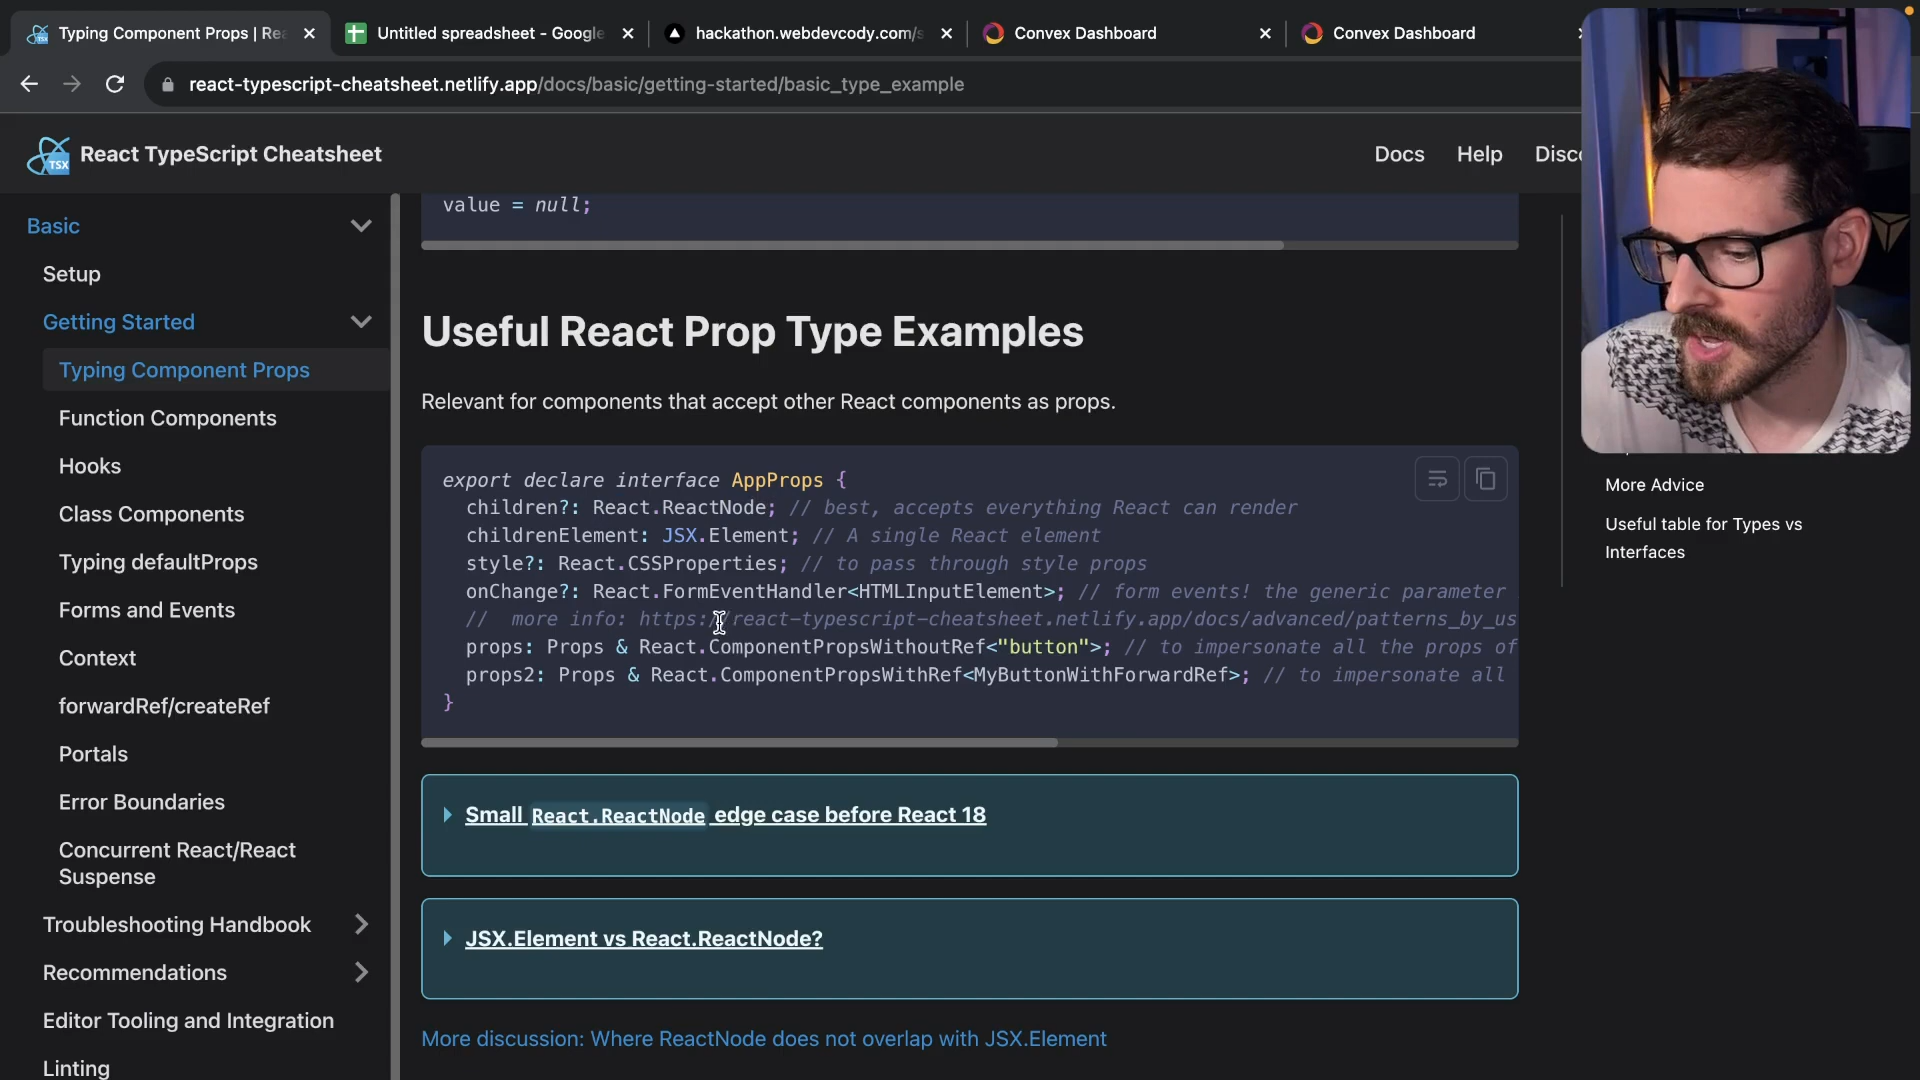 Typing Component Props | Rea
Untitled spreadsheet - Google
hackathon.webdevcody.com/s
Convex Dashboard
Convex Dashboard
react-typescript-cheatsheet.netlify.app/docs/basic/getting-started/basic_type_example
TSX
React TypeScript Cheatsheet
Docs
Help
Disco
Basic
Setup
Getting Started
Typing Component Props
Function Components
Hooks
Class Components
Typing defaultProps
Forms and Events
Context
forwardRef/createRef
Portals
Error Boundaries
Concurrent React/React
Suspense
Troubleshooting Handbook
Recommendations
Editor Tooling and Integration
Linting
value = null;
Useful React Prop Type Examples
Relevant for components that accept other React components as props.
export declare interface AppProps {
children?: React.ReactNode; // best, accepts everything React can render
childrenElement: JSX.Element; // A single React element
style?: React.CSSProperties; // to pass through style props
onChange?: React.FormEventHandler<HTMLInputElement>; // form events! the generic parameter
// more info: https://react-typescript-cheatsheet.netlify.app/docs/advanced/patterns_by_us
props: Props & React.ComponentPropsWithoutRef<"button">; // to impersonate all the props of
props2: Props & React.ComponentPropsWithRef<MyButtonWithForwardRef>; // to impersonate all
}
Small React.ReactNode edge case before React 18
JSX.Element vs React.ReactNode?
More discussion: Where ReactNode does not overlap with JSX.Element
More Advice
Useful table for Types vs
Interfaces